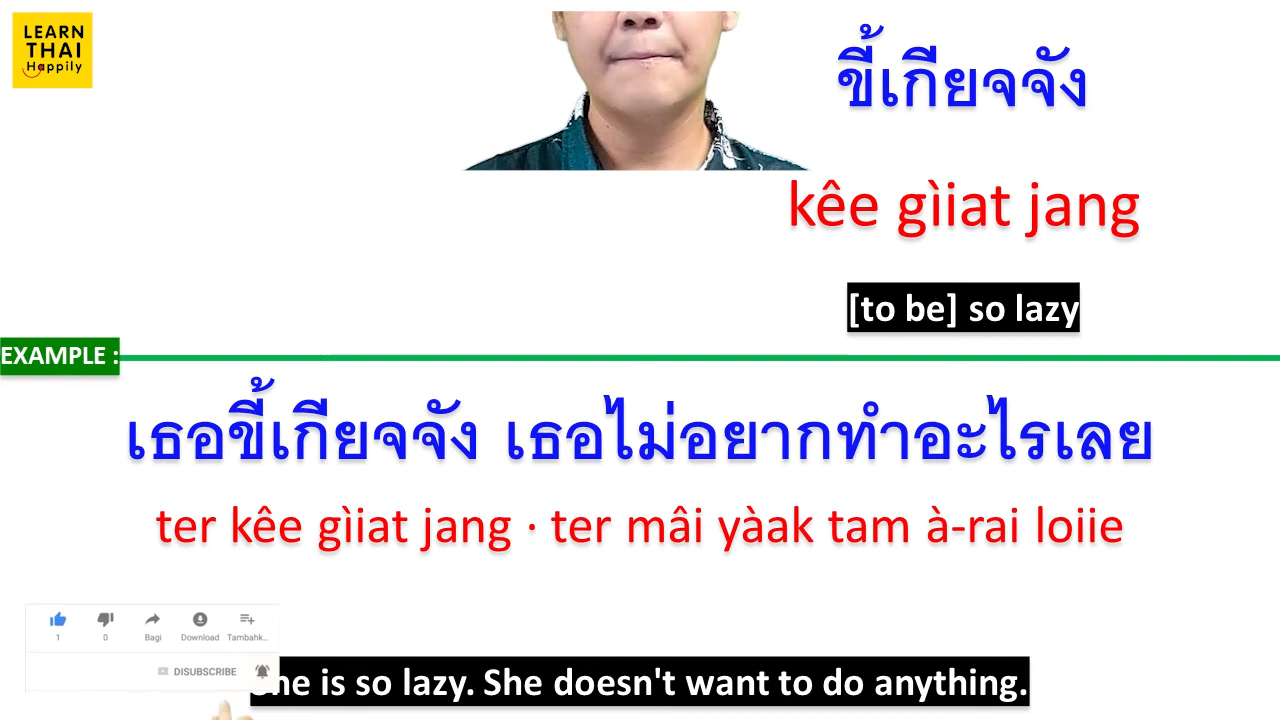 LEARN
THAI
Happily
ขี้เกียจจัง
kêe gìiat jang
[to be] so lazy
EXAMPLE :
เธอขี้เกียจจัง เธอไม่อยากทำอะไรเลย
ter kêe gìiat jang · ter mâi yàak tam à-rai loiie
1 0 Bagi Download Tambahk...
DISUBSCRIBE
She is so lazy. She doesn't want to do anything.